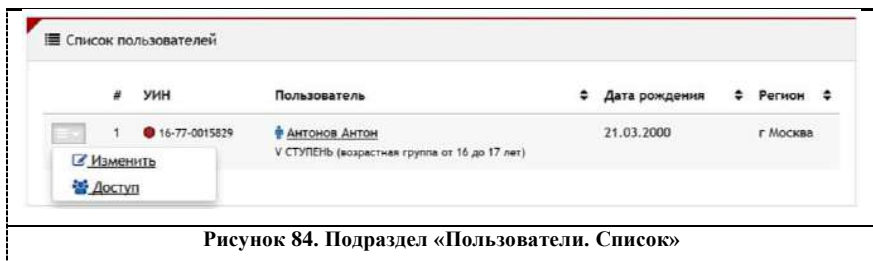 Список пользователей
# УИН Пользователь Дата рождения Регион
1 16-77-0015829 Антонов Антон 21.03.2000 г Москва
V СТУПЕНЬ (возрастная группа от 16 до 17 лет)
Изменить
Доступ
Рисунок 84. Подраздел «Пользователи. Список»